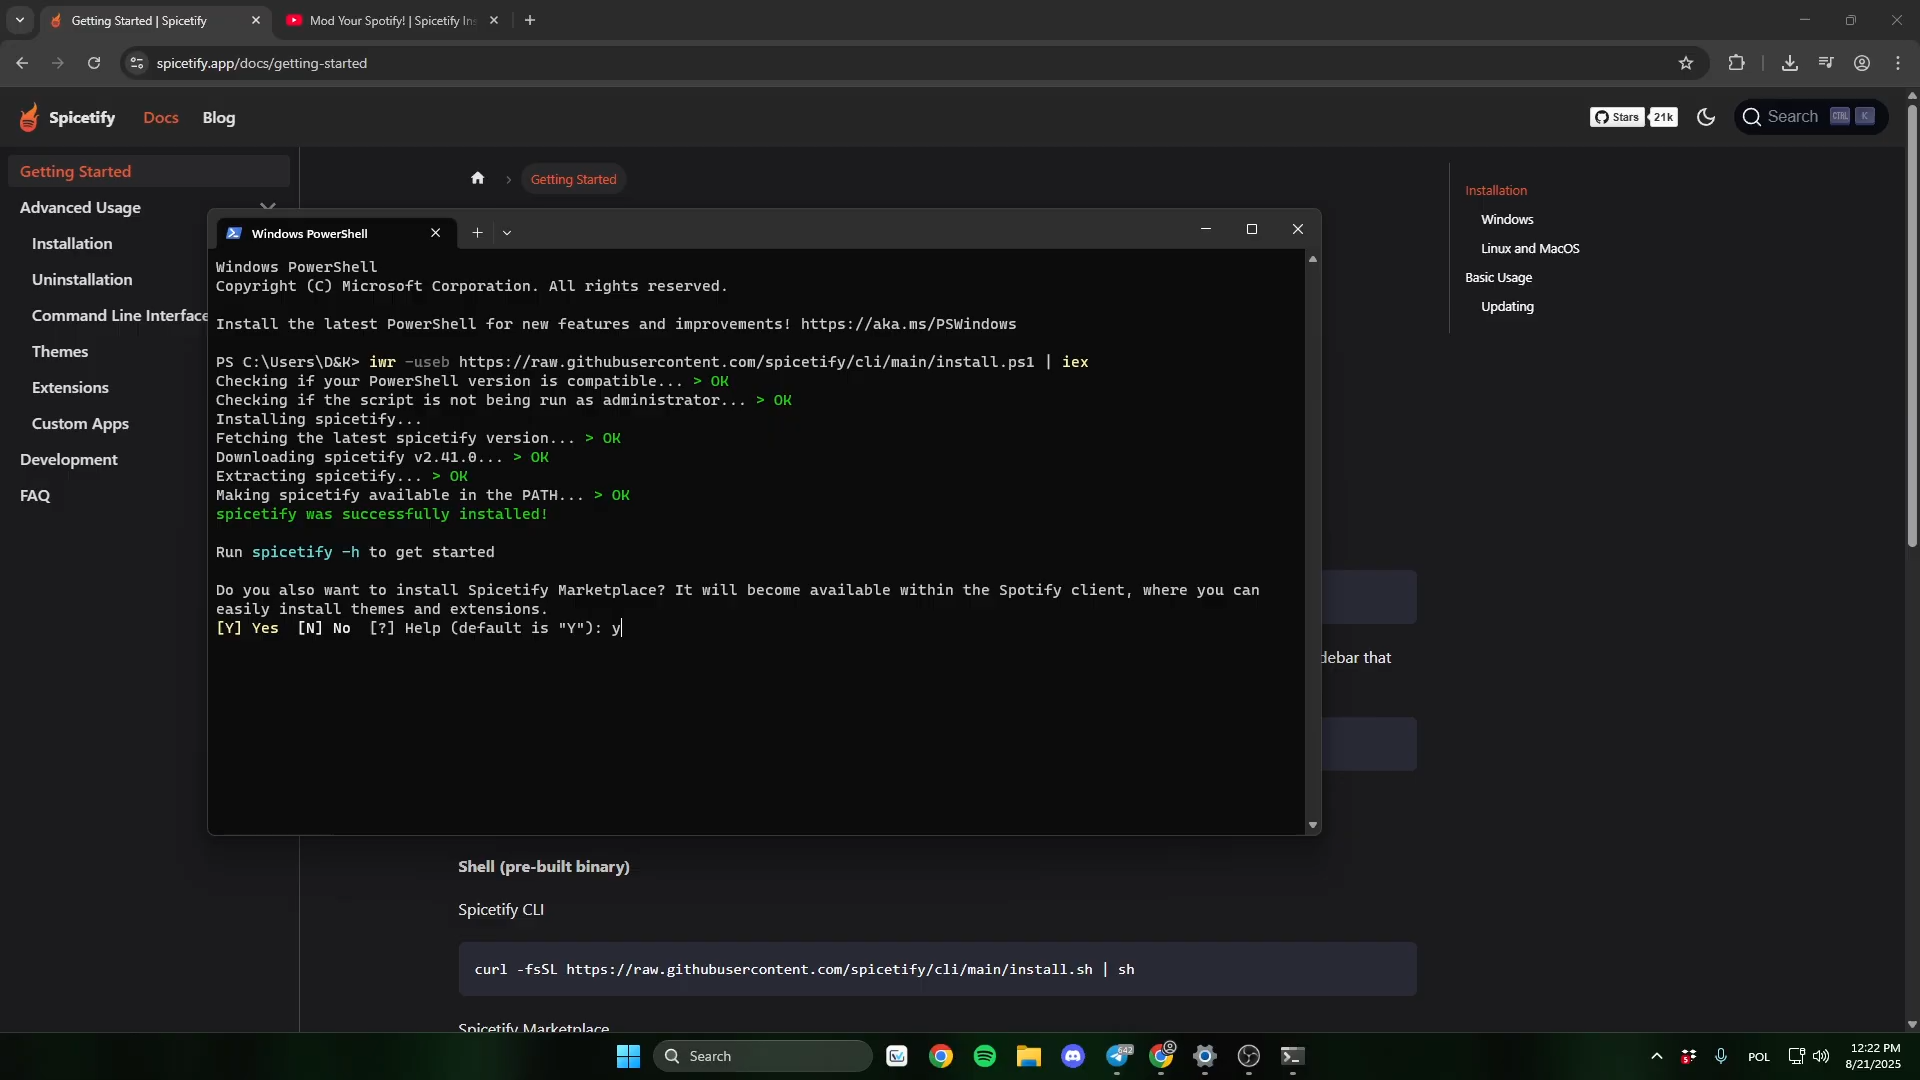 Getting Started | Spicetify
Mod Your Spotify! | Spicetify In
spicetify.app/docs/getting-started
Spicetify
Docs
Blog
Stars
21k
Search
CTRL
K
Getting Started
Advanced Usage
Installation
Uninstallation
Command Line Interface
Themes
Extensions
Custom Apps
Development
FAQ
Getting Started
Installation
Windows
Linux and MacOS
Basic Usage
Updating
Windows PowerShell
Windows PowerShell
Copyright (C) Microsoft Corporation. All rights reserved.
Install the latest PowerShell for new features and improvements! https://aka.ms/PSWindows
PS C:\Users\D&K> iwr -useb https://raw.githubusercontent.com/spicetify/cli/main/install.ps1 | iex
Checking if your PowerShell version is compatible... > OK
Checking if the script is not being run as administrator... > OK
Installing spicetify...
Fetching the latest spicetify version... > OK
Downloading spicetify v2.41.0... > OK
Extracting spicetify... > OK
Making spicetify available in the PATH... > OK
spicetify was successfully installed!
Run spicetify -h to get started
Do you also want to install Spicetify Marketplace? It will become available within the Spotify client, where you can
easily install themes and extensions.
[Y] Yes  [N] No  [?] Help (default is "Y"): y
debar that
Shell (pre-built binary)
Spicetify CLI
curl -fsSL https://raw.githubusercontent.com/spicetify/cli/main/install.sh | sh
Spicetify Marketplace
Search
642
POL
12:22 PM
8/21/2025